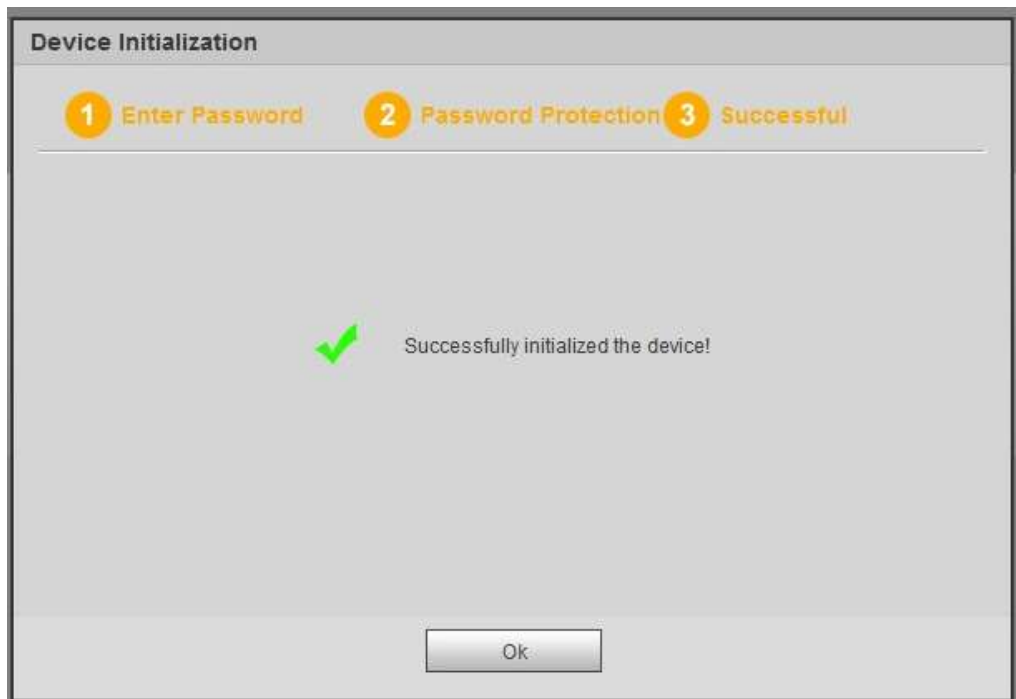 Device Initialization
1 Enter Password 2 Password Protection 3 Successful
Successfully initialized the device!
Ok